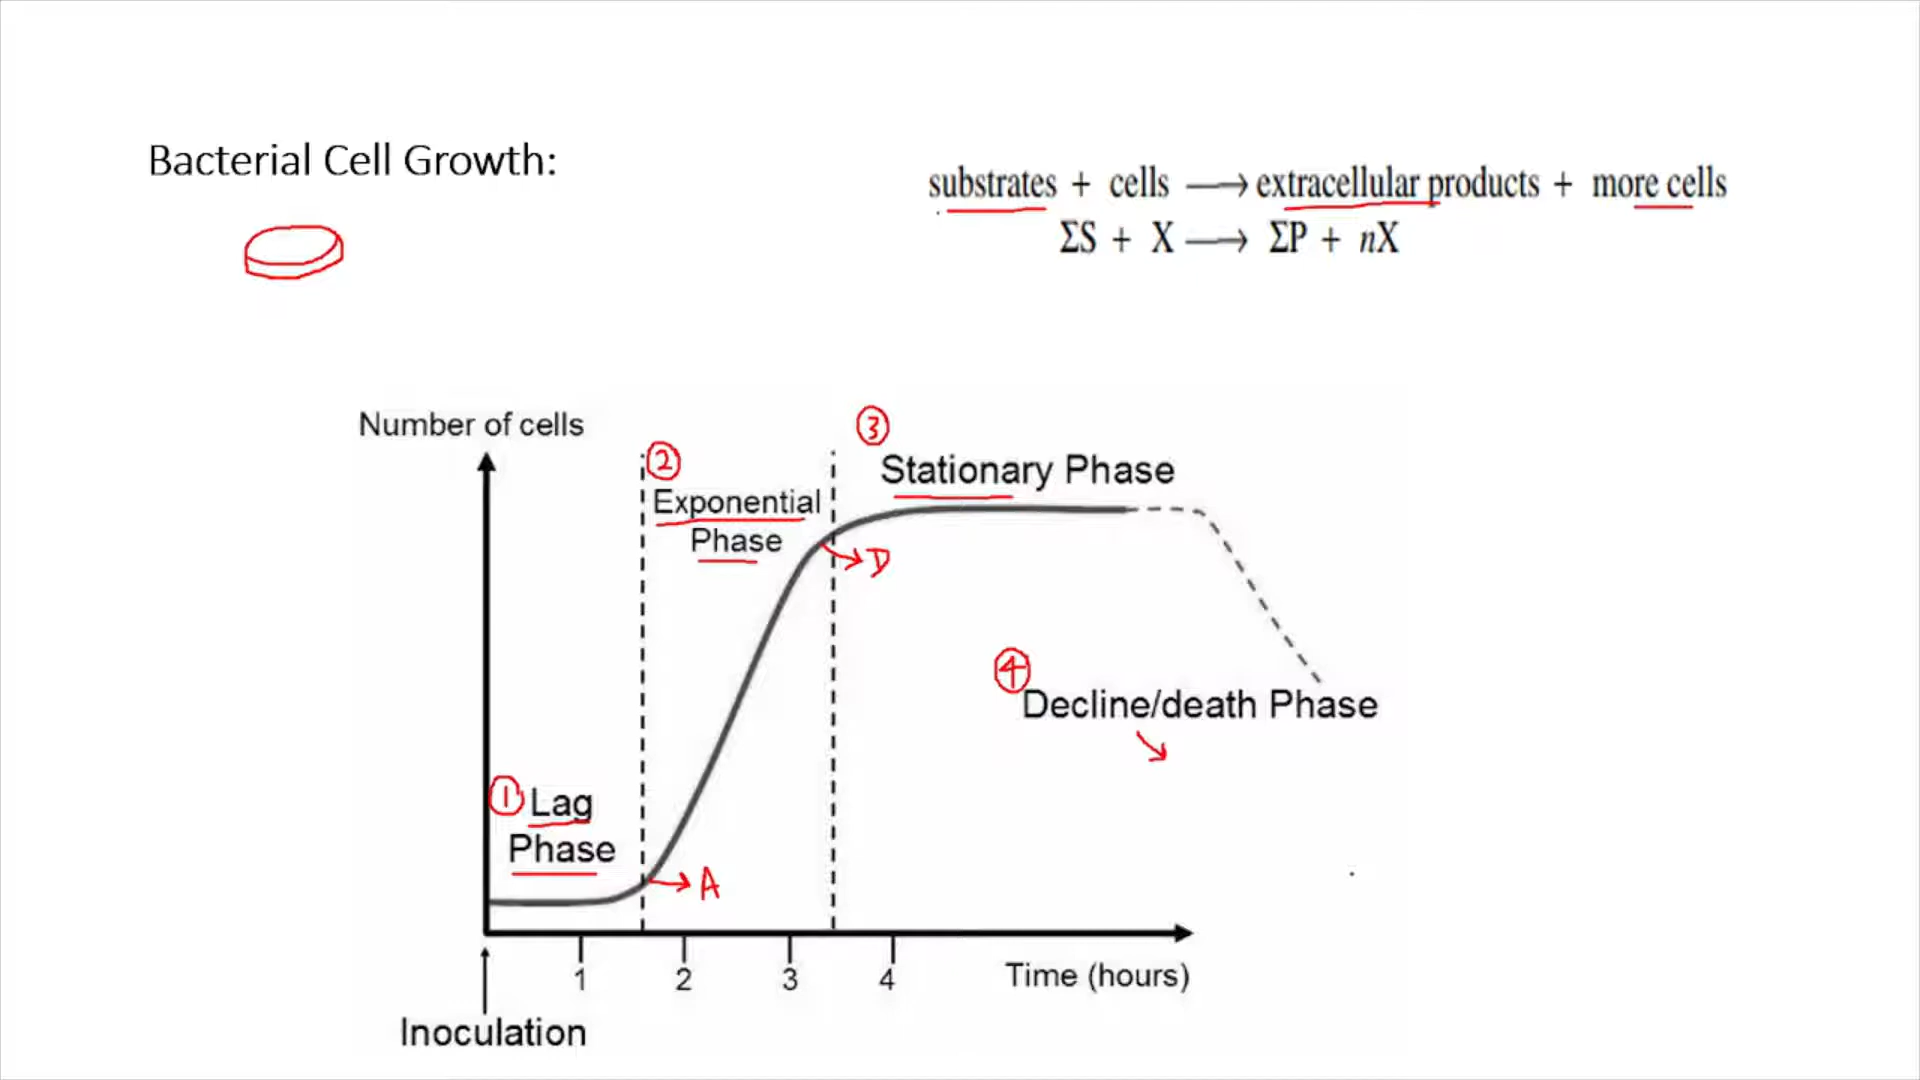 Bacterial Cell Growth:
substrates + cells ⟶ extracellular products + more cells
ΣS + X ⟶ ΣP + nX
Number of cells
③
Stationary Phase
②
Exponential
Phase
D
④
Decline/death Phase
① Lag
Phase
A
1 2 3 4 Time (hours)
Inoculation